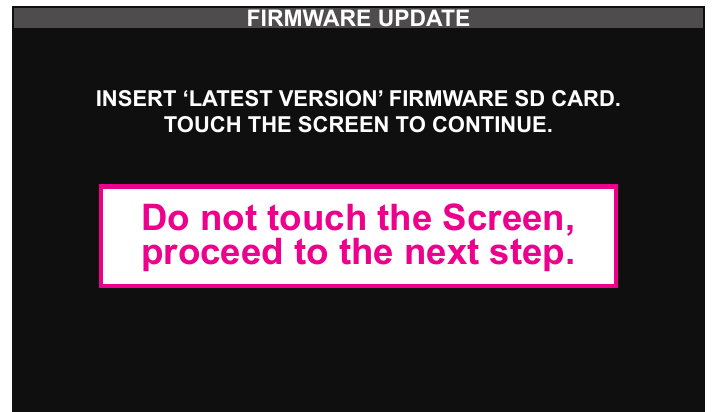 FIRMWARE UPDATE
INSERT ‘LATEST VERSION’ FIRMWARE SD CARD.
TOUCH THE SCREEN TO CONTINUE.
Do not touch the Screen,
proceed to the next step.